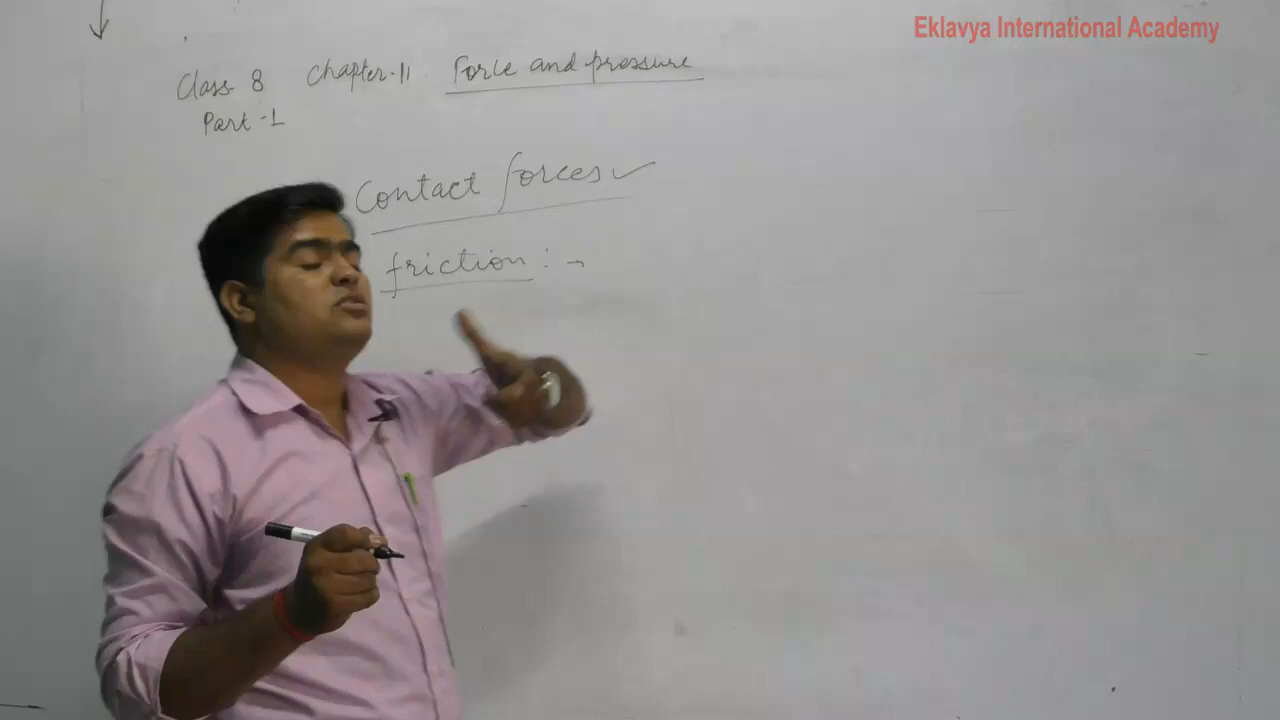 Eklavya International Academy
Class- 8 Chapter-11 Force and pressure
Part-1
Contact forces ✓
friction :-